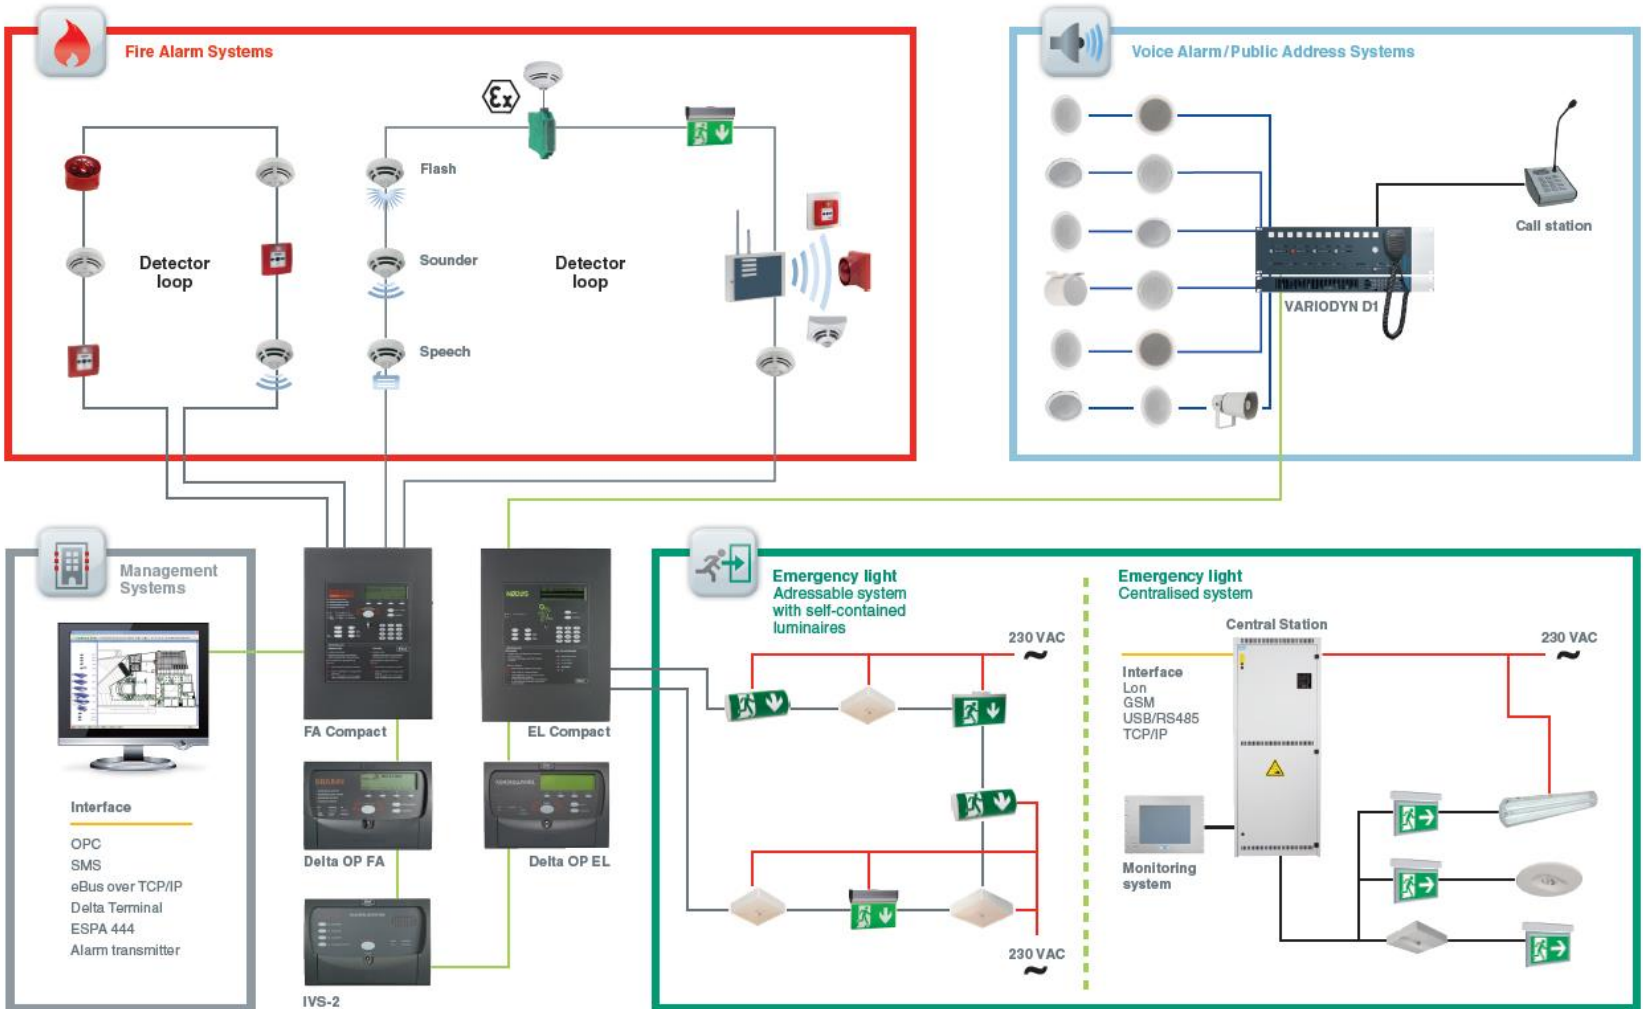 Fire Alarm Systems
Ex
Flash
Sounder
Speech
Detector
loop
Detector
loop
Voice Alarm/Public Address Systems
Call station
VARIODYN D1
Management
Systems
Interface
OPC
SMS
eBus over TCP/IP
Delta Terminal
ESPA 444
Alarm transmitter
FA Compact
EL Compact
Delta OP FA
Delta OP EL
IVS-2
Emergency light
Adressable system
with self-contained
luminaires
230 VAC
230 VAC
Emergency light
Centralised system
Central Station
230 VAC
Interface
Lon
GSM
USB/RS485
TCP/IP
Monitoring
system